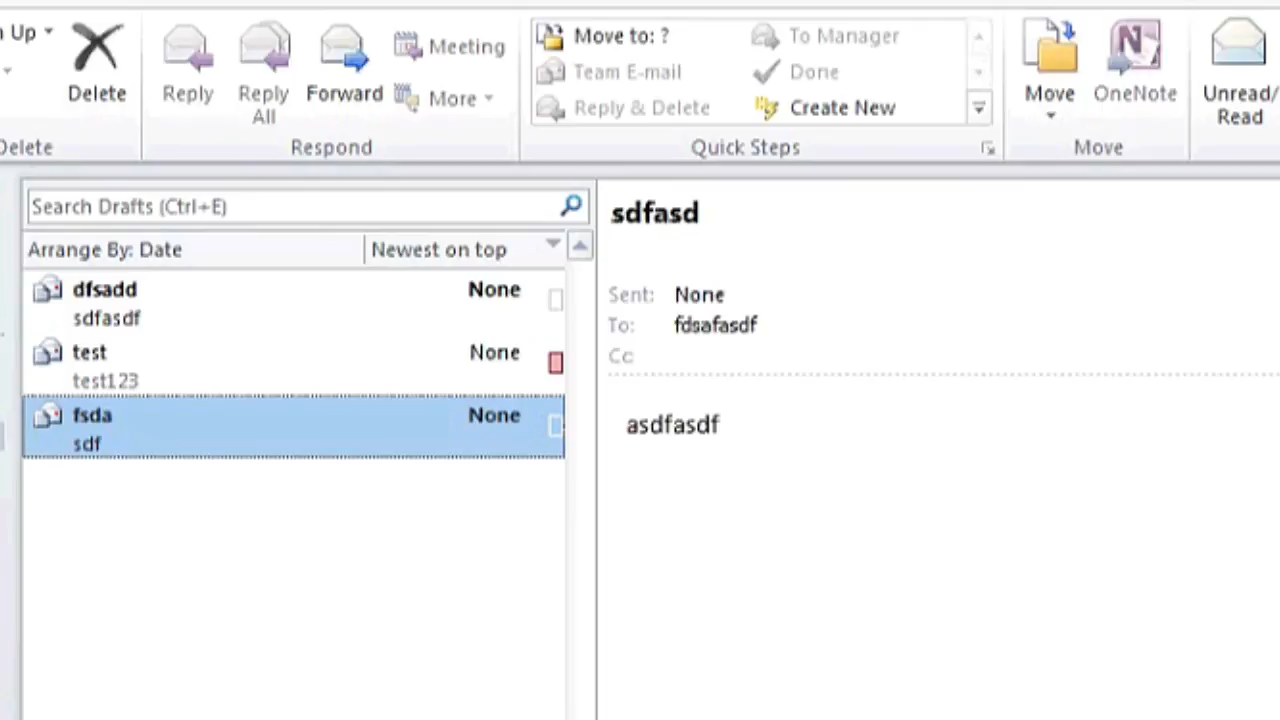 n Up
Delete
Reply
Reply All
Forward
Meeting
More
Move to: ?
Team E-mail
Reply & Delete
To Manager
Done
Create New
Move
OneNote
Unread/
Read
Delete
Respond
Quick Steps
Move
Search Drafts (Ctrl+E)
Arrange By: Date
Newest on top
dfsadd None
sdfasdf
test None
test123
fsda None
sdf
sdfasd
Sent: None
To: fdsafasdf
Cc
asdfasdf